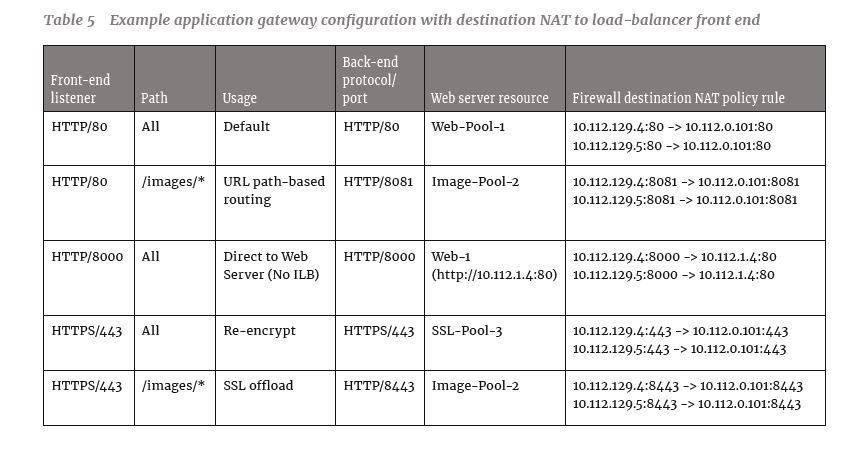 Table 5 Example application gateway configuration with destination NAT to load-balancer front end
Front-end listener Path Usage Back-end protocol/ port Web server resource Firewall destination NAT policy rule
HTTP/80 All Default HTTP/80 Web-Pool-1 10.112.129.4:80 -> 10.112.0.101:80
10.112.129.5:80 -> 10.112.0.101:80
HTTP/80 /images/* URL path-based HTTP/8081 Image-Pool-2 10.112.129.4:8081 -> 10.112.0.101:8081
routing 10.112.129.5:8081 -> 10.112.0.101:8081
HTTP/8000 All Direct to Web HTTP/8000 Web-1 10.112.129.4:8000 -> 10.112.1.4:80
Server (No ILB) (http://10.112.1.4:80) 10.112.129.5:8000 -> 10.112.1.4:80
HTTPS/443 All Re-encrypt HTTPS/443 SSL-Pool-3 10.112.129.4:443 -> 10.112.0.101:443
10.112.129.5:443 -> 10.112.0.101:443
HTTPS/443 /images/* SSL offload HTTP/8443 Image-Pool-2 10.112.129.4:8443 -> 10.112.0.101:8443
10.112.129.5:8443 -> 10.112.0.101:8443